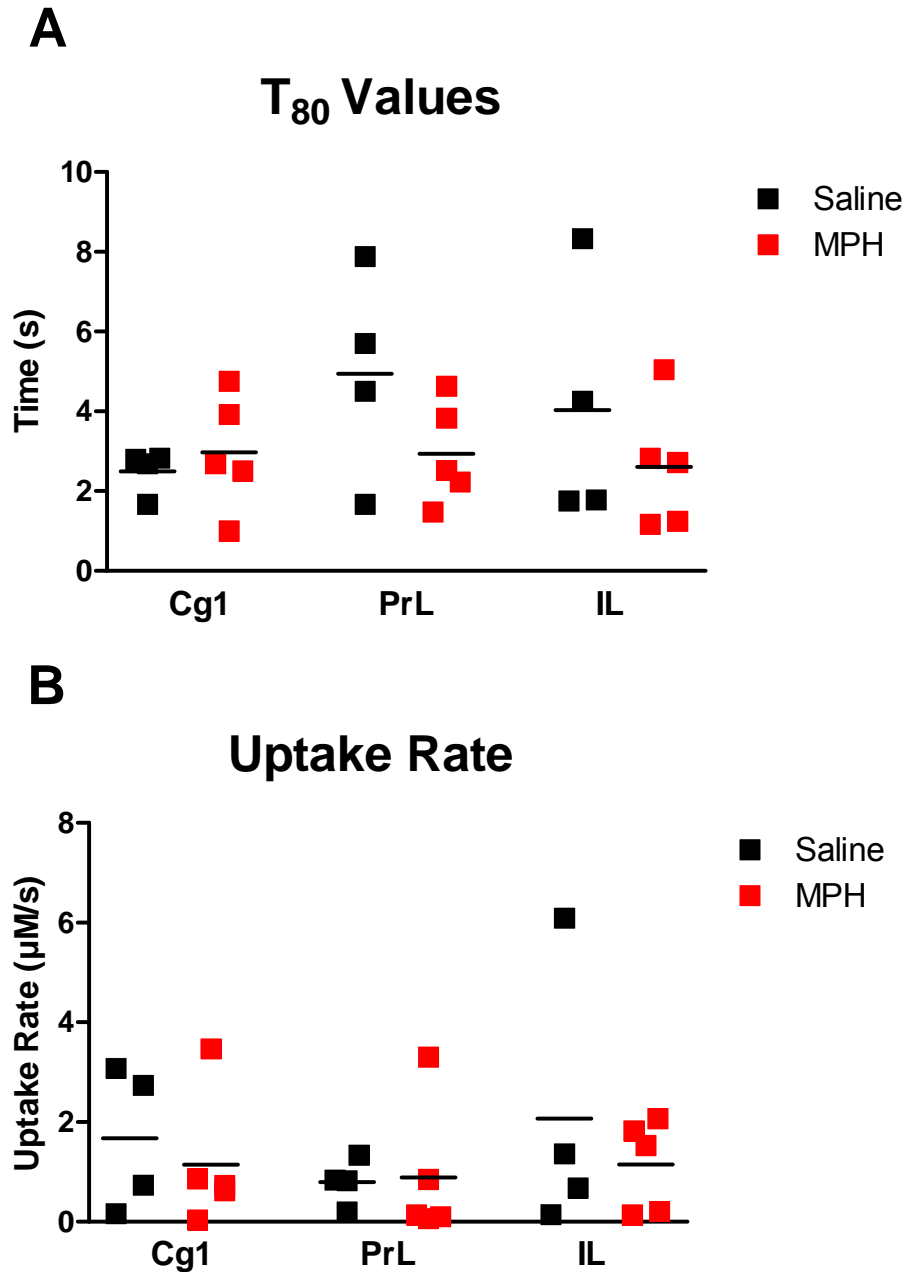 A
T80 Values
10
8
6
4
2
0
Time (s)
Saline
MPH
Cg1 PrL IL
B
Uptake Rate
8
6
4
2
0
Uptake Rate (µM/s)
Saline
MPH
Cg1 PrL IL